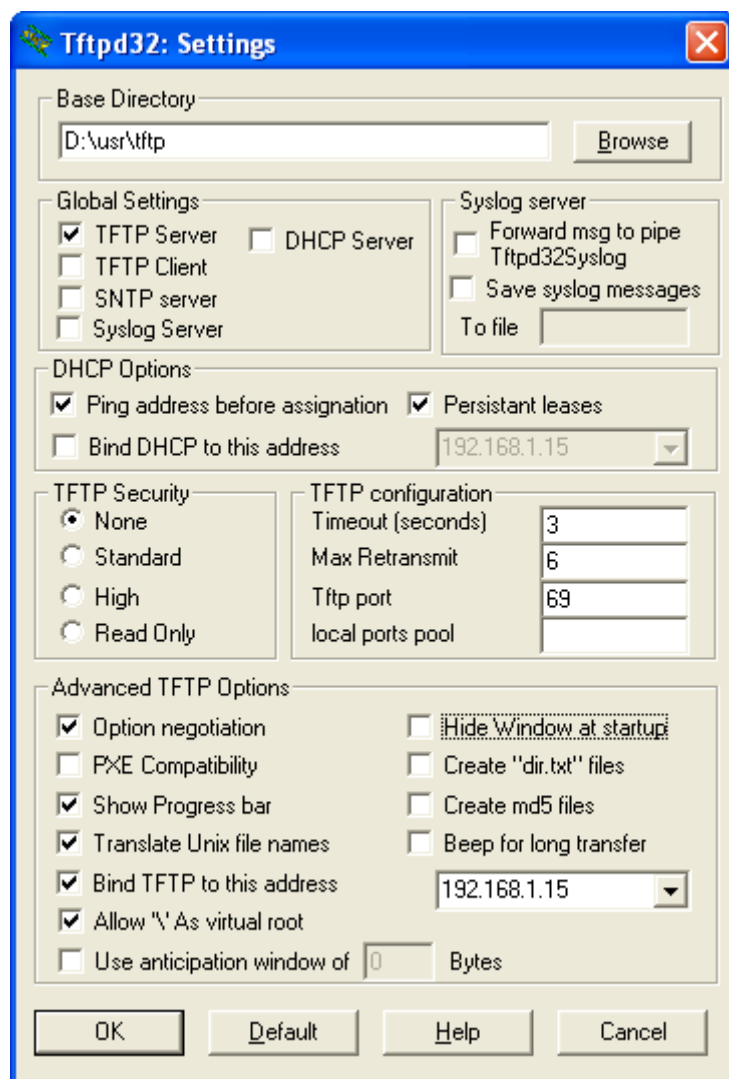 Tftpd32: Settings
Base Directory
D:\usr\tftp
Browse
Global Settings
TFTP Server
DHCP Server
TFTP Client
SNTP server
Syslog Server
Syslog server
Forward msg to pipe
Tftpd32Syslog
Save syslog messages
To file
DHCP Options
Ping address before assignation
Persistant leases
Bind DHCP to this address
192.168.1.15
TFTP Security
None
Standard
High
Read Only
TFTP configuration
Timeout (seconds)
3
Max Retransmit
6
Tftp port
69
local ports pool
Advanced TFTP Options
Option negotiation
Hide Window at startup
PXE Compatibility
Create "dir.txt" files
Show Progress bar
Create md5 files
Translate Unix file names
Beep for long transfer
Bind TFTP to this address
192.168.1.15
Allow '\' As virtual root
Use anticipation window of 0 Bytes
OK
Default
Help
Cancel